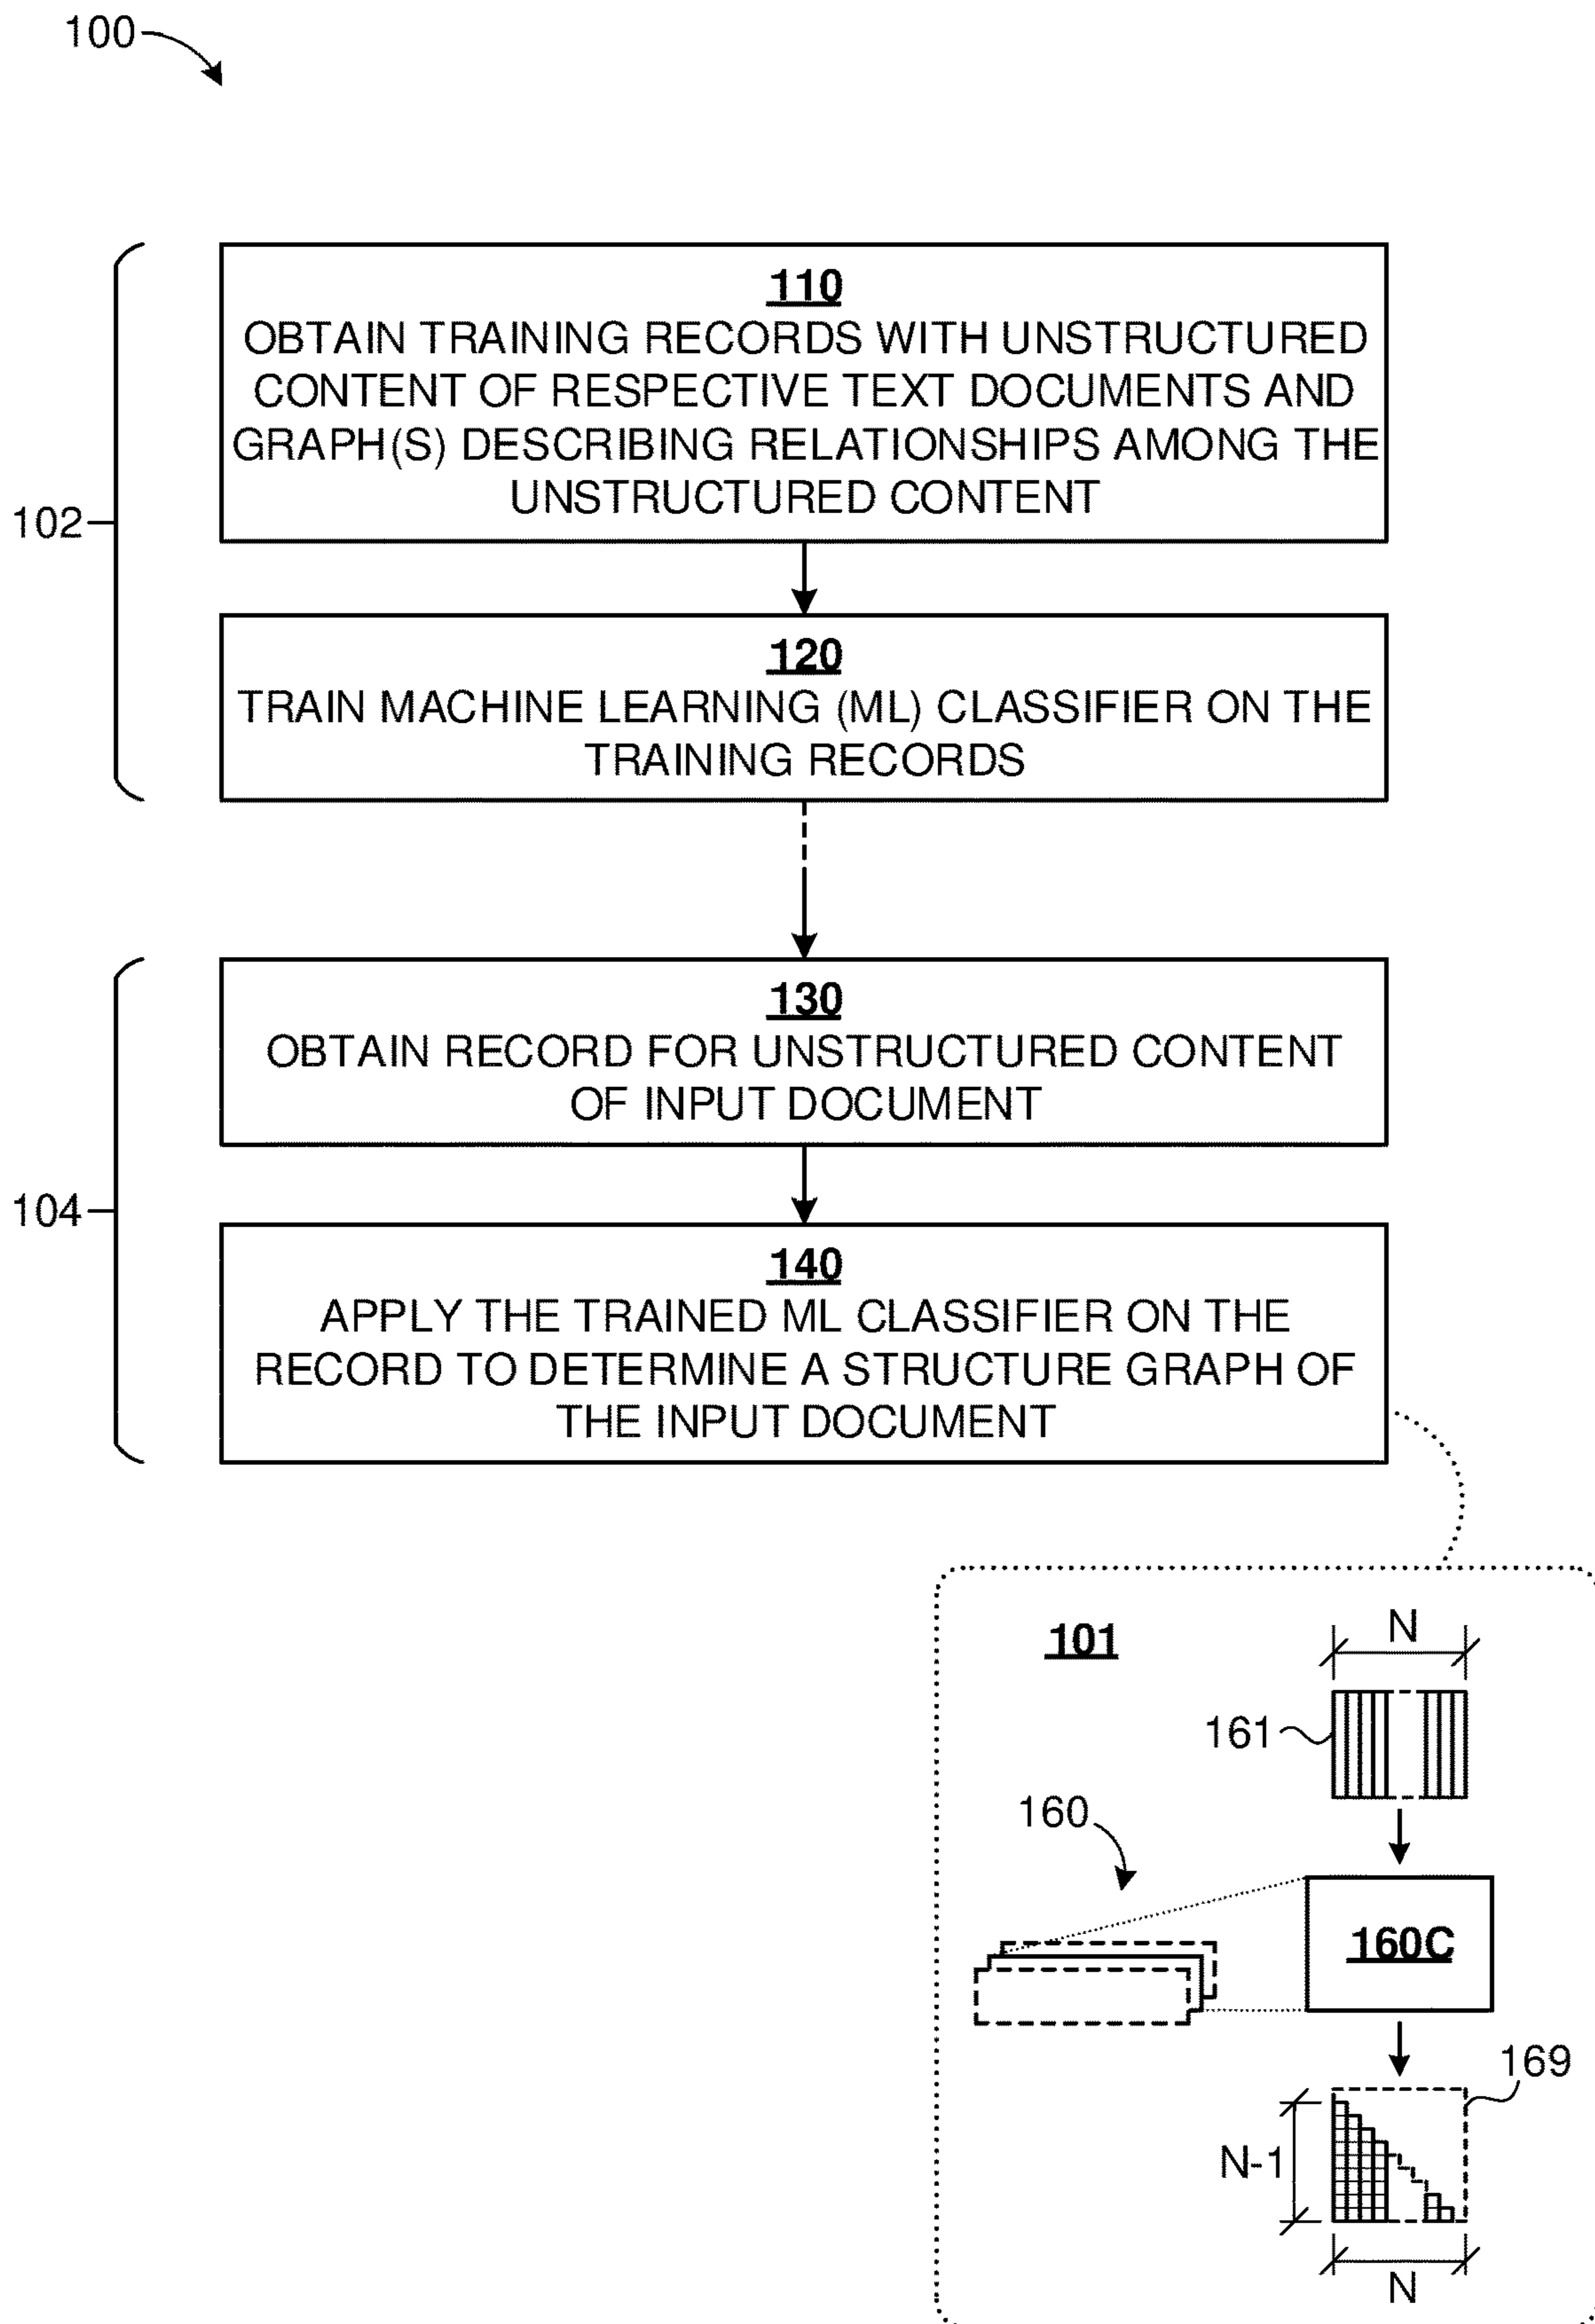 100
110
OBTAIN TRAINING RECORDS WITH UNSTRUCTURED
CONTENT OF RESPECTIVE TEXT DOCUMENTS AND
GRAPH(S) DESCRIBING RELATIONSHIPS AMONG THE
UNSTRUCTURED CONTENT
102
120
TRAIN MACHINE LEARNING (ML) CLASSIFIER ON THE
TRAINING RECORDS
130
OBTAIN RECORD FOR UNSTRUCTURED CONTENT
OF INPUT DOCUMENT
104
140
APPLY THE TRAINED ML CLASSIFIER ON THE
RECORD TO DETERMINE A STRUCTURE GRAPH OF
THE INPUT DOCUMENT
101
N
161
160
160C
169
N-1
N